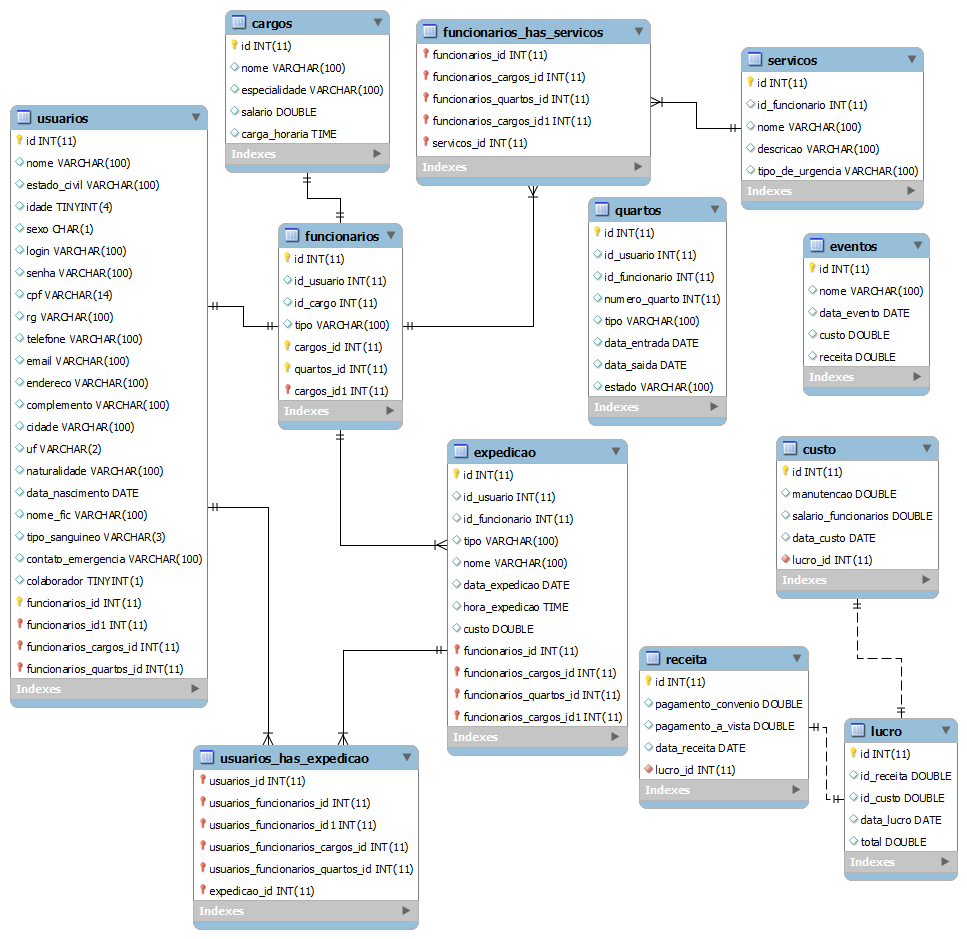 cargos
id INT(11)
nome VARCHAR(100)
especialidade VARCHAR(100)
salario DOUBLE
carga_horaria TIME
Indexes
funcionarios_has_servicos
funcionarios_id INT(11)
funcionarios_cargos_id INT(11)
funcionarios_quartos_id INT(11)
funcionarios_cargos_id1 INT(11)
servicos_id INT(11)
Indexes
servicos
id INT(11)
id_funcionario INT(11)
nome VARCHAR(100)
descricao VARCHAR(100)
tipo_de_urgencia VARCHAR(100)
Indexes
usuarios
id INT(11)
nome VARCHAR(100)
estado_civil VARCHAR(100)
idade TINYINT(4)
sexo CHAR(1)
login VARCHAR(100)
senha VARCHAR(100)
cpf VARCHAR(14)
rg VARCHAR(100)
telefone VARCHAR(100)
email VARCHAR(100)
endereco VARCHAR(100)
complemento VARCHAR(100)
cidade VARCHAR(100)
uf VARCHAR(2)
naturalidade VARCHAR(100)
data_nascimento DATE
nome_fic VARCHAR(100)
tipo_sanguineo VARCHAR(3)
contato_emergencia VARCHAR(100)
colaborador TINYINT(1)
funcionarios_id INT(11)
funcionarios_id1 INT(11)
funcionarios_cargos_id INT(11)
funcionarios_quartos_id INT(11)
Indexes
funcionarios
id INT(11)
id_usuario INT(11)
id_cargo INT(11)
tipo VARCHAR(100)
cargos_id INT(11)
quartos_id INT(11)
cargos_id1 INT(11)
Indexes
quartos
id INT(11)
id_usuario INT(11)
id_funcionario INT(11)
numero_quarto INT(11)
tipo VARCHAR(100)
data_entrada DATE
data_saida DATE
estado VARCHAR(100)
Indexes
eventos
id INT(11)
nome VARCHAR(100)
data_evento DATE
custo DOUBLE
receita DOUBLE
Indexes
expedicao
id INT(11)
id_usuario INT(11)
id_funcionario INT(11)
tipo VARCHAR(100)
nome VARCHAR(100)
data_expedicao DATE
hora_expedicao TIME
custo DOUBLE
funcionarios_id INT(11)
funcionarios_cargos_id INT(11)
funcionarios_quartos_id INT(11)
funcionarios_cargos_id1 INT(11)
Indexes
custo
id INT(11)
manutencao DOUBLE
salario_funcionarios DOUBLE
data_custo DATE
lucro_id INT(11)
Indexes
receita
id INT(11)
pagamento_convenio DOUBLE
pagamento_a_vista DOUBLE
data_receita DATE
lucro_id INT(11)
Indexes
lucro
id INT(11)
id_receita DOUBLE
id_custo DOUBLE
data_lucro DATE
total DOUBLE
Indexes
usuarios_has_expedicao
usuarios_id INT(11)
usuarios_funcionarios_id INT(11)
usuarios_funcionarios_id1 INT(11)
usuarios_funcionarios_cargos_id INT(11)
usuarios_funcionarios_quartos_id INT(11)
expedicao_id INT(11)
Indexes